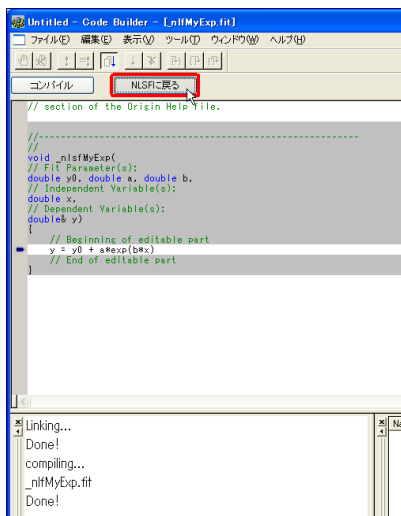 Untitled - Code Builder - [_nlfMyExp.fit]
ファイル(F) 編集(E) 表示(V) ツール(T) ウィンドウ(W) ヘルプ(H)
コンパイル NLSFに戻る
// section of the Origin Help file.
//----------------------------------
//
void _nlsfMyExp(
// Fit Parameter(s):
double y0, double a, double b,
// Independent Variable(s):
double x,
// Dependent Variable(s):
double& y)
{
// Beginning of editable part
y = y0 + a*exp(b*x)
// End of editable part
}
Linking...
Done!
compiling...
_nlfMyExp.fit
Done!